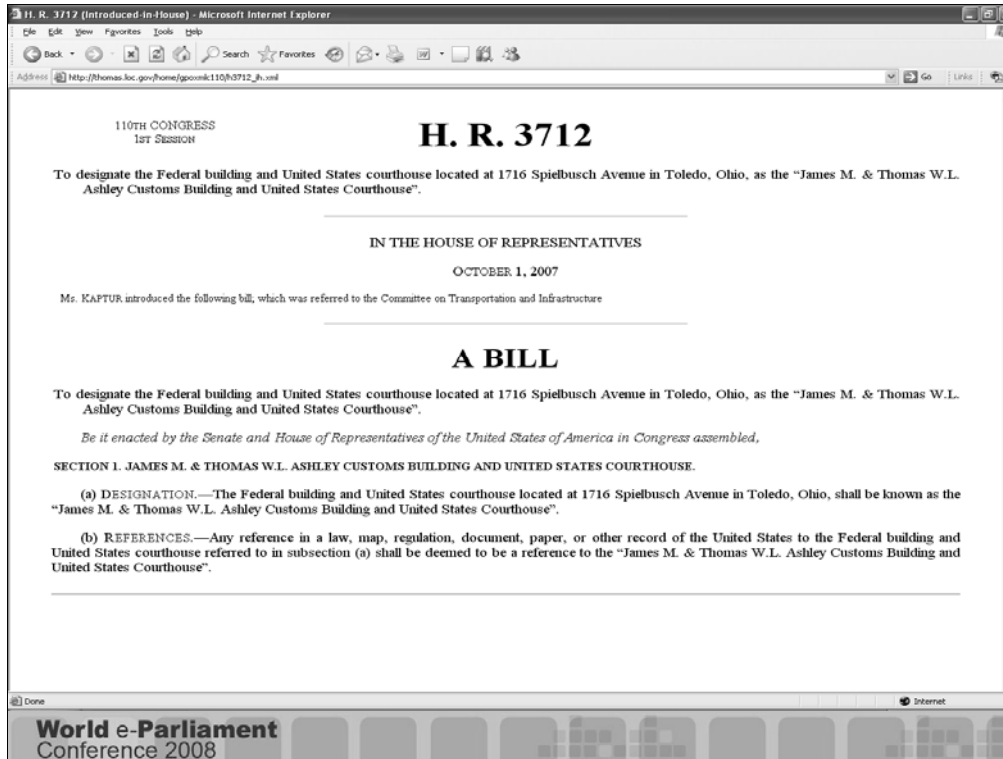 H. R. 3712 (Introduced-in-House) - Microsoft Internet Explorer
File Edit View Favorites Tools Help
Back Search Favorites
Address http://thomas.loc.gov/home/gpoxmlc110/h3712_ih.xml Go Links
110TH CONGRESS
1ST SESSION
H. R. 3712
To designate the Federal building and United States courthouse located at 1716 Spielbusch Avenue in Toledo, Ohio, as the “James M. & Thomas W.L.
Ashley Customs Building and United States Courthouse”.
IN THE HOUSE OF REPRESENTATIVES
OCTOBER 1, 2007
Ms. KAPTUR introduced the following bill; which was referred to the Committee on Transportation and Infrastructure
A BILL
To designate the Federal building and United States courthouse located at 1716 Spielbusch Avenue in Toledo, Ohio, as the “James M. & Thomas W.L.
Ashley Customs Building and United States Courthouse”.
Be it enacted by the Senate and House of Representatives of the United States of America in Congress assembled,
SECTION 1. JAMES M. & THOMAS W.L. ASHLEY CUSTOMS BUILDING AND UNITED STATES COURTHOUSE.
(a) DESIGNATION.—The Federal building and United States courthouse located at 1716 Spielbusch Avenue in Toledo, Ohio, shall be known as the
“James M. & Thomas W.L. Ashley Customs Building and United States Courthouse”.
(b) REFERENCES.—Any reference in a law, map, regulation, document, paper, or other record of the United States to the Federal building and
United States courthouse referred to in subsection (a) shall be deemed to be a reference to the “James M. & Thomas W.L. Ashley Customs Building and
United States Courthouse”.
Done Internet
World e-Parliament
Conference 2008